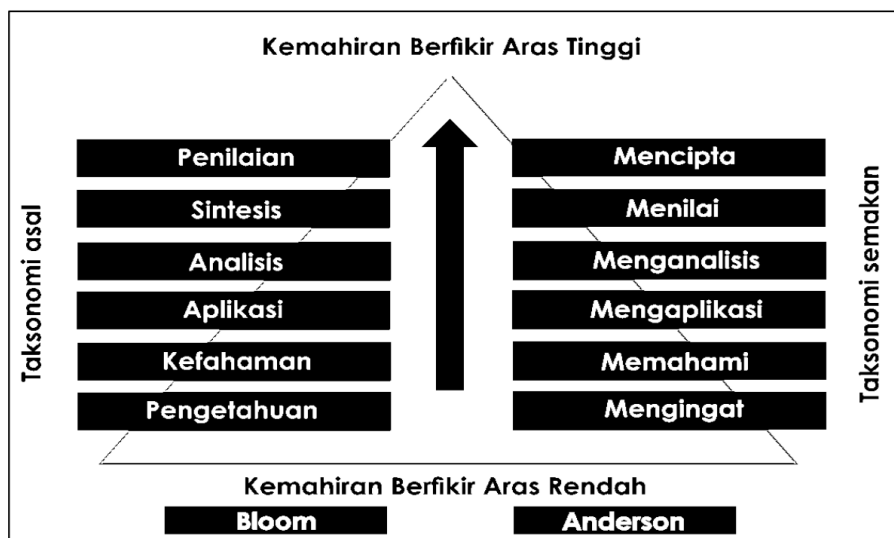 Kemahiran Berfikir Aras Tinggi
Taksonomi asal
Penilaian
Sintesis
Analisis
Aplikasi
Kefahaman
Pengetahuan
Mencipta
Menilai
Menganalisis
Mengaplikasi
Memahami
Mengingat
Taksonomi semakan
Kemahiran Berfikir Aras Rendah
Bloom
Anderson